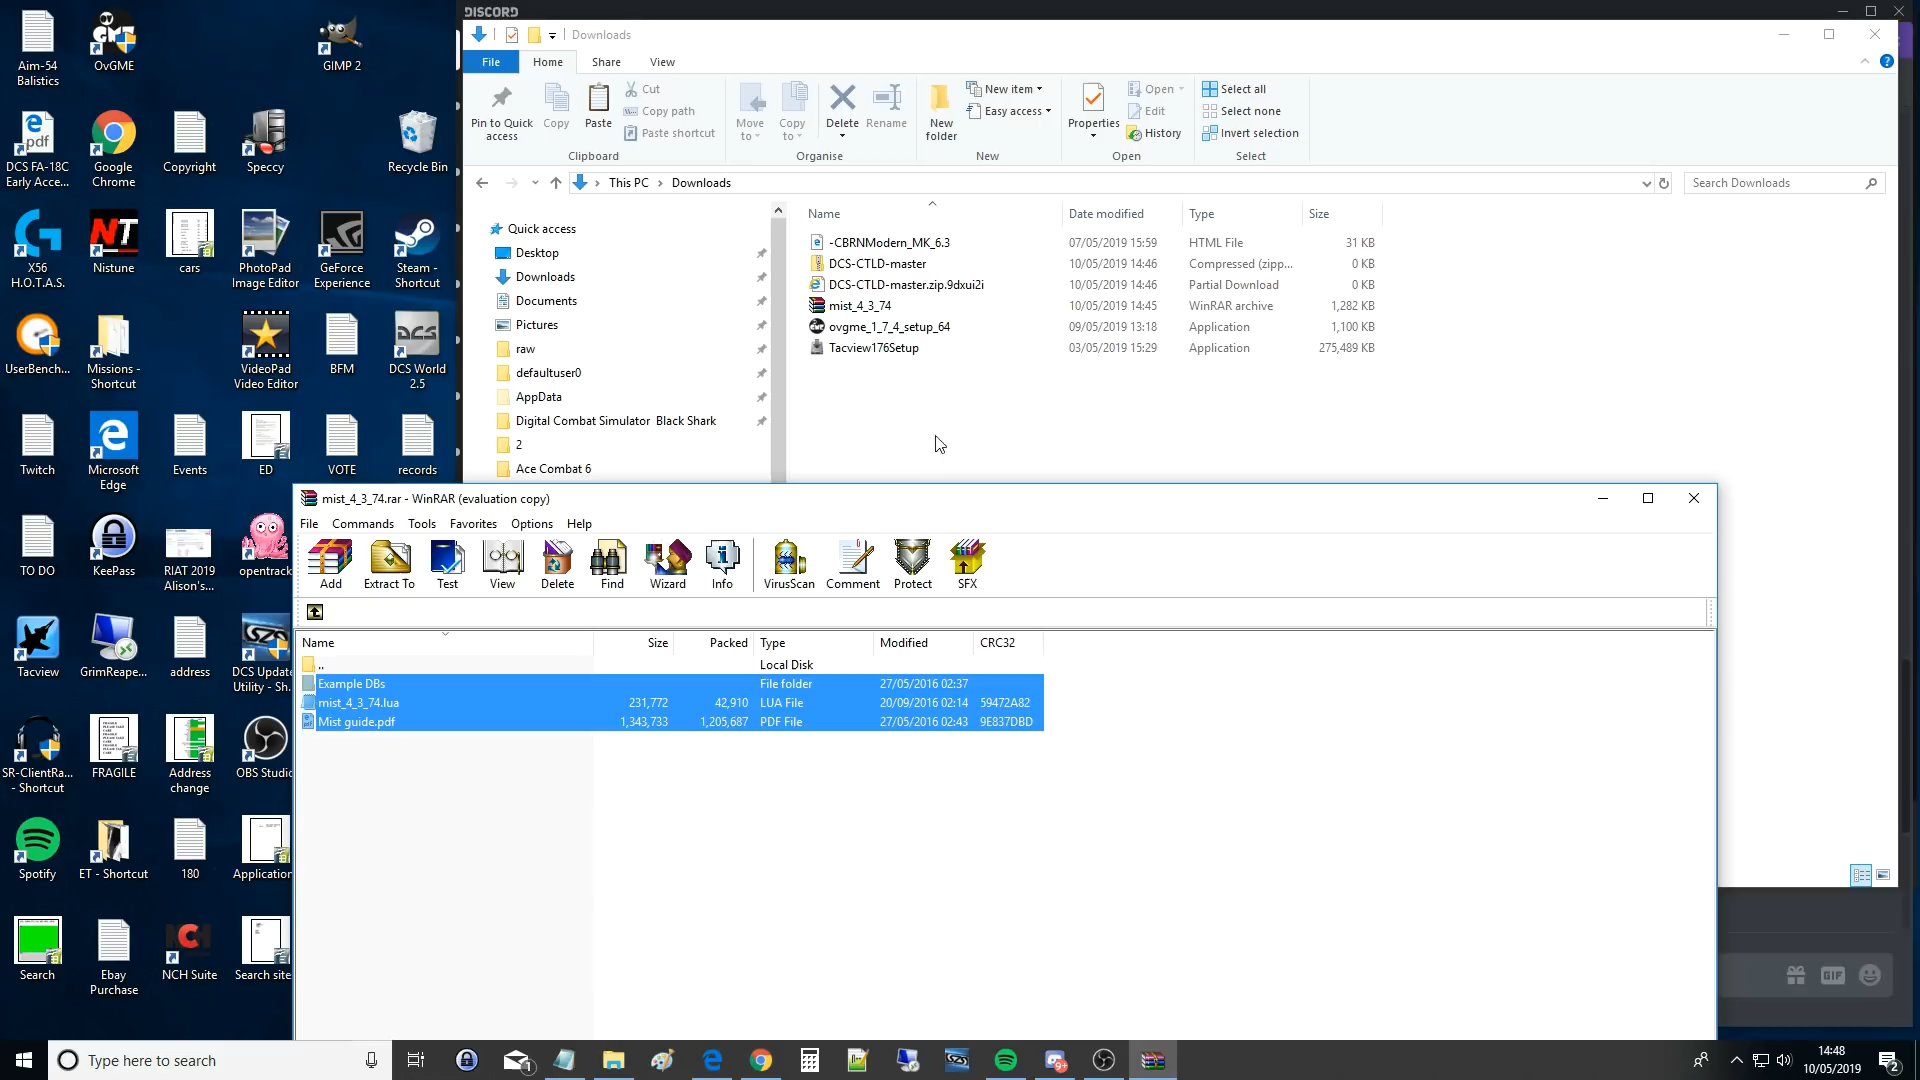 Aim-54
Balistics
OvGME
GIMP 2
DCS FA-18C
Early Acce...
Google
Chrome
Copyright
Speccy
Recycle Bin
X56
H.O.T.A.S.
Nistune
cars
PhotoPad
Image Editor
GeForce
Experience
Steam -
Shortcut
UserBench...
Missions -
Shortcut
VideoPad
Video Editor
BFM
DCS World
2.5
Twitch
Microsoft
Edge
Events
ED
VOTE
records
TO DO
KeePass
RIAT 2019
Alison's...
opentrack
Tacview
GrimReape...
address
DCS Update
Utility - Sh...
SR-ClientRa...
- Shortcut
FRAGILE
Address
change
OBS Studio
Spotify
ET - Shortcut
180
Application
Search
Ebay
Purchase
NCH Suite
Search site
DISCORD
Downloads
File Home Share View
Pin to Quick
access
Copy
Paste
Cut
Copy path
Paste shortcut
Clipboard
Move
to
Copy
to
Delete
Rename
Organise
New
folder
New item
Easy access
New
Properties
Open
Edit
History
Open
Select all
Select none
Invert selection
Select
This PC > Downloads
Search Downloads
Quick access
Desktop
Downloads
Documents
Pictures
raw
defaultuser0
AppData
Digital Combat Simulator Black Shark
2
Ace Combat 6
Name Date modified Type Size
-CBRNModern_MK_6.3 07/05/2019 15:59 HTML File 31 KB
DCS-CTLD-master 10/05/2019 14:46 Compressed (zipp... 0 KB
DCS-CTLD-master.zip.9dxui2i 10/05/2019 14:46 Partial Download 0 KB
mist_4_3_74 10/05/2019 14:45 WinRAR archive 1,282 KB
ovgme_1_7_4_setup_64 09/05/2019 13:18 Application 1,100 KB
Tacview176Setup 03/05/2019 15:29 Application 275,489 KB
mist_4_3_74.rar - WinRAR (evaluation copy)
File Commands Tools Favorites Options Help
Add Extract To Test View Delete Find Wizard Info VirusScan Comment Protect SFX
Name Size Packed Type Modified CRC32
.. Local Disk
Example DBs File folder 27/05/2016 02:37
mist_4_3_74.lua 231,772 42,910 LUA File 20/09/2016 02:14 59472A82
Mist guide.pdf 1,343,733 1,205,687 PDF File 27/05/2016 02:43 9E837DBD
GIF
Type here to search
14:48
10/05/2019
2